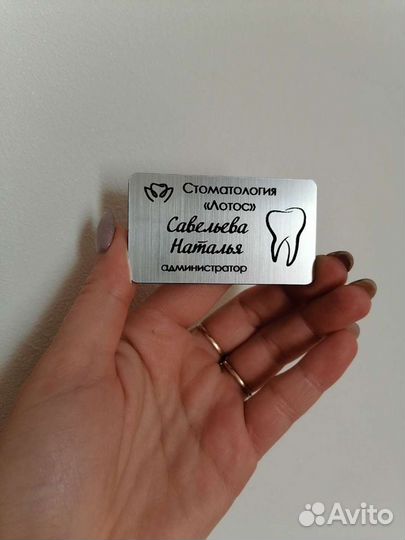 Стоматология
«Лотос»
Савельева
Наталья
администратор
Avito